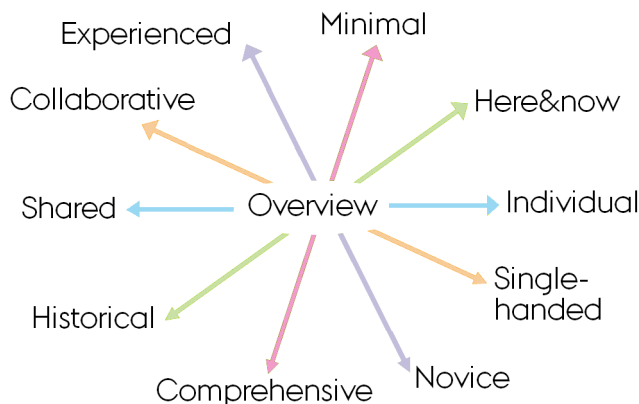 Minimal
Experienced
Collaborative
Here&now
Shared
Overview
Individual
Single-
handed
Historical
Novice
Comprehensive